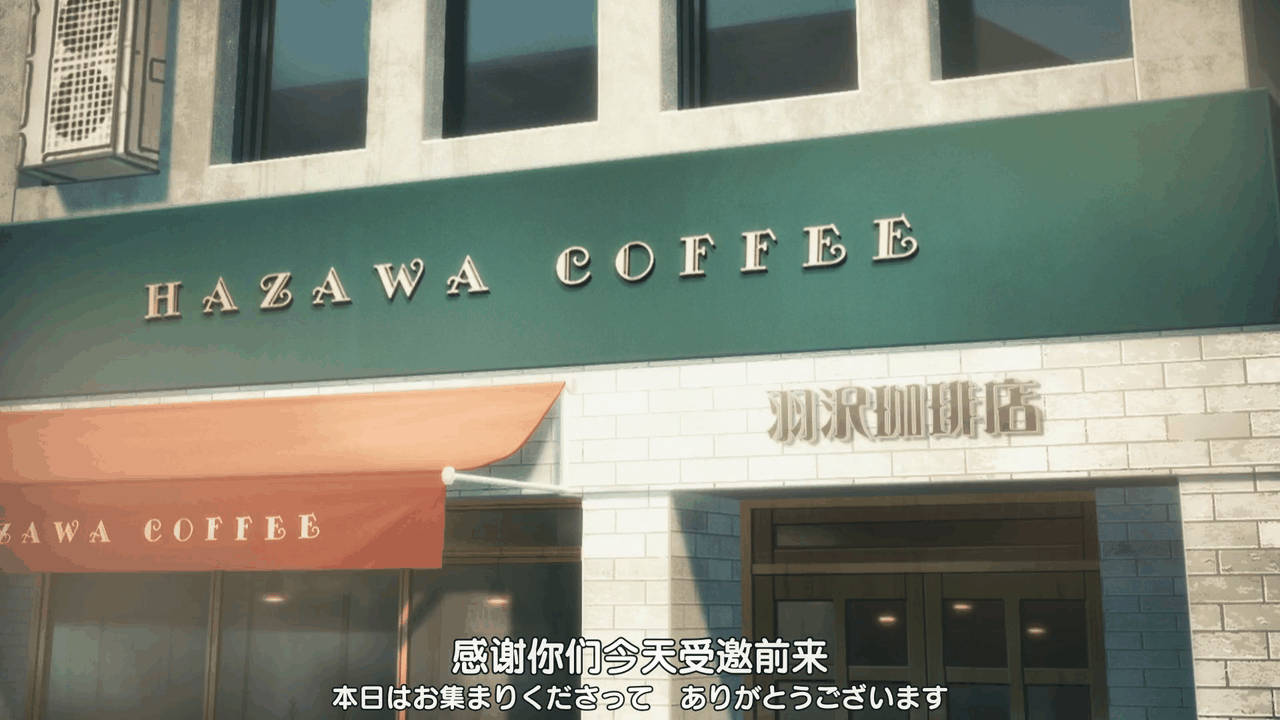 HAZAWA COFFEE
羽沢珈琲店
ZAWA COFFEE
感谢你们今天受邀前来
本日はお集まりくださって ありがとうございます